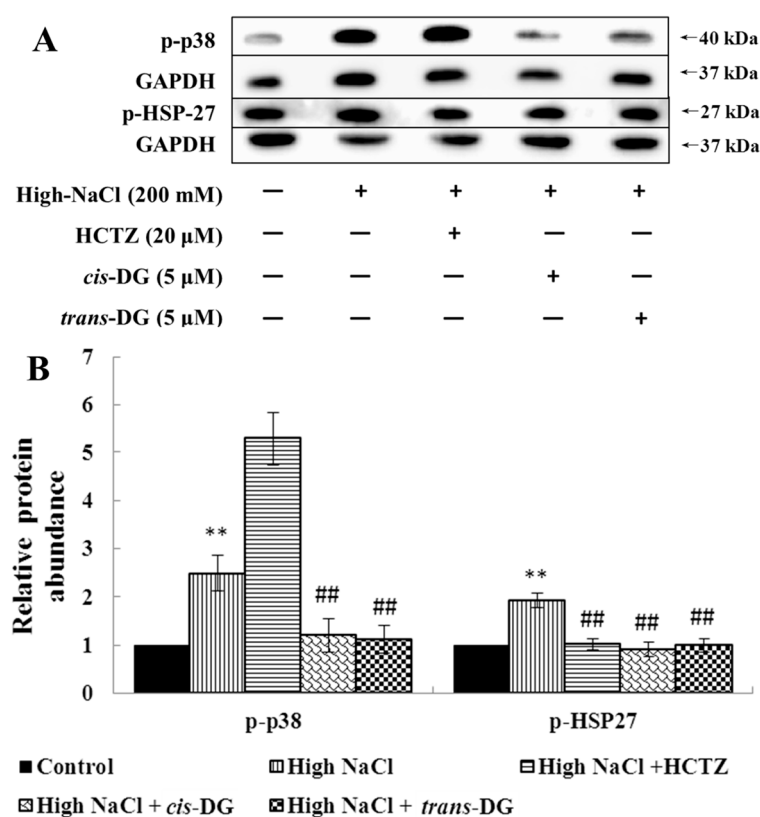 A
p-p38 ←40 kDa
GAPDH ←37 kDa
p-HSP-27 ←27 kDa
GAPDH ←37 kDa
High-NaCl (200 mM) — + + + +
HCTZ (20 μM) — — + — —
cis-DG (5 μM) — — — + —
trans-DG (5 μM) — — — — +
B
Relative protein abundance
7
6
5
4
3
2
1
0
** ## ##
** ## ## ##
p-p38 p-HSP27
Control High NaCl High NaCl +HCTZ
High NaCl + cis-DG High NaCl + trans-DG